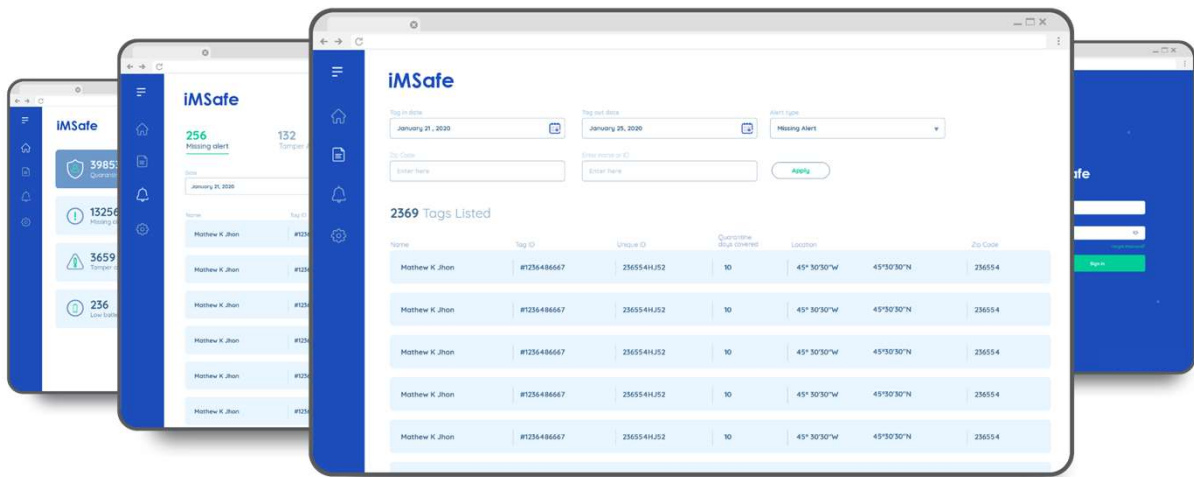 iMSafe
39853
13256
3659
236
iMSafe
256
Missing alert
132
Date
January 21, 2020
Name
Tag ID
Mathew K Jhon
Mathew K Jhon
Mathew K Jhon
Mathew K Jhon
Mathew K Jhon
Mathew K Jhon
iMSafe
Tag in date
Tag out date
Alert type
January 21 , 2020
January 25, 2020
Missing Alert
Zip Code
Enter name or ID
Enter here
Enter here
Apply
2369 Tags Listed
Name
Tag ID
Unique ID
Quarantine
days covered
Location
Zip Code
Mathew K Jhon #1236486667 236554HJ52 10 45° 30'30"W 45°30'30"N 236554
Mathew K Jhon #1236486667 236554HJ52 10 45° 30'30"W 45°30'30"N 236554
Mathew K Jhon #1236486667 236554HJ52 10 45° 30'30"W 45°30'30"N 236554
Mathew K Jhon #1236486667 236554HJ52 10 45° 30'30"W 45°30'30"N 236554
Mathew K Jhon #1236486667 236554HJ52 10 45° 30'30"W 45°30'30"N 236554
afe
Sign in